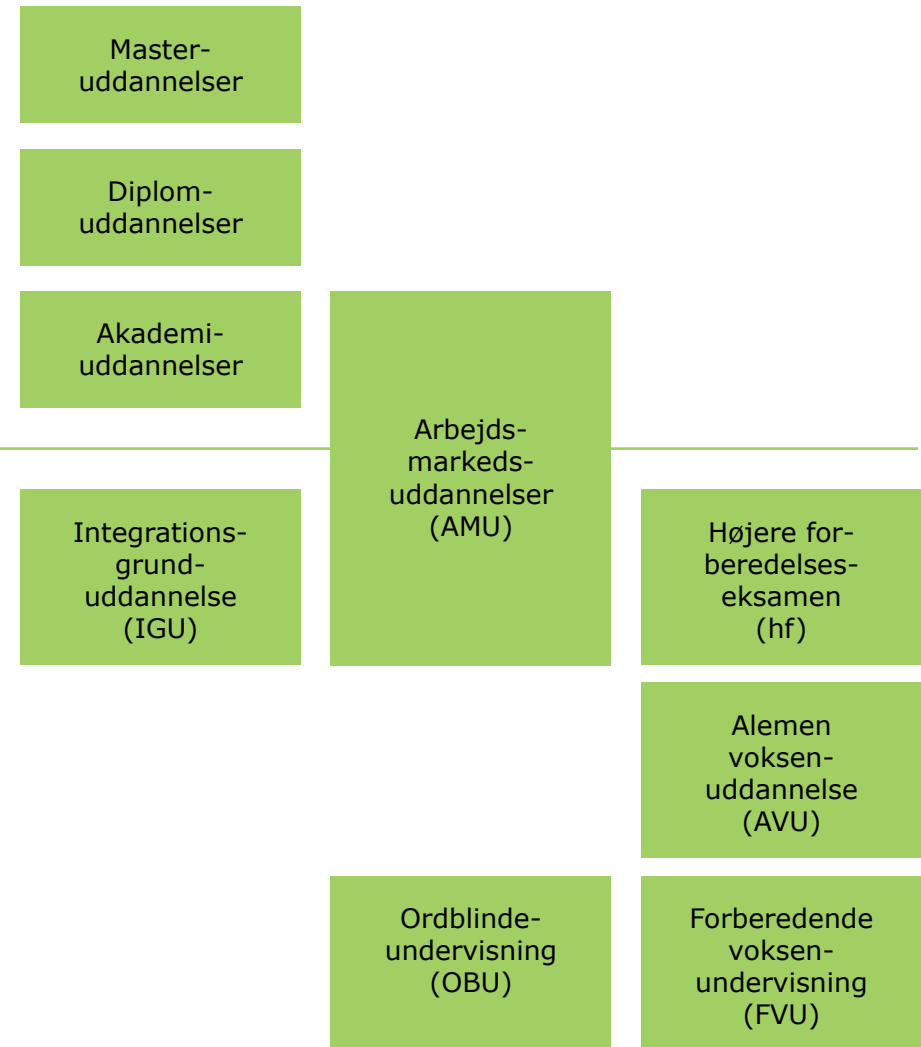 Master-
uddannelser
Diplom-
uddannelser
Akademi-
uddannelser
Arbejds-
markeds-
uddannelser
(AMU)
Integrations-
grund-
uddannelse
(IGU)
Højere for-
beredelses-
eksamen
(hf)
Alemen
voksen-
uddannelse
(AVU)
Ordblinde-
undervisning
(OBU)
Forberedende
voksen-
undervisning
(FVU)